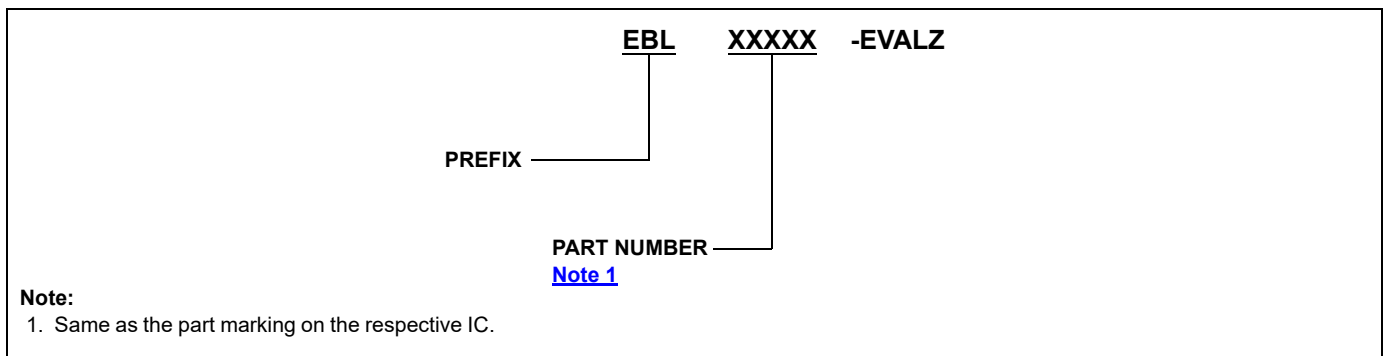 EBL XXXXX -EVALZ
PREFIX
PART NUMBER
Note 1
Note:
1. Same as the part marking on the respective IC.